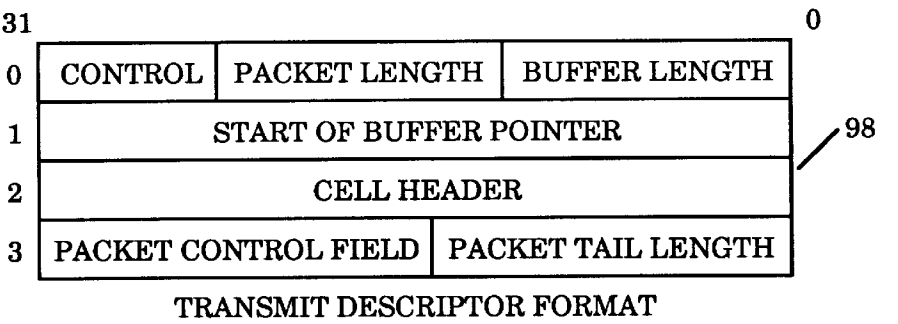 31 0
0 CONTROL PACKET LENGTH BUFFER LENGTH
1 START OF BUFFER POINTER
98
2 CELL HEADER
3 PACKET CONTROL FIELD PACKET TAIL LENGTH
TRANSMIT DESCRIPTOR FORMAT